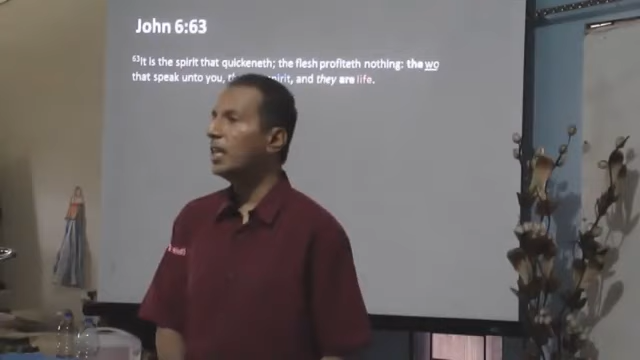 John 6:63
63It is the spirit that quickeneth; the flesh profiteth nothing: the wo
that speak unto you, spirit, and they are life.